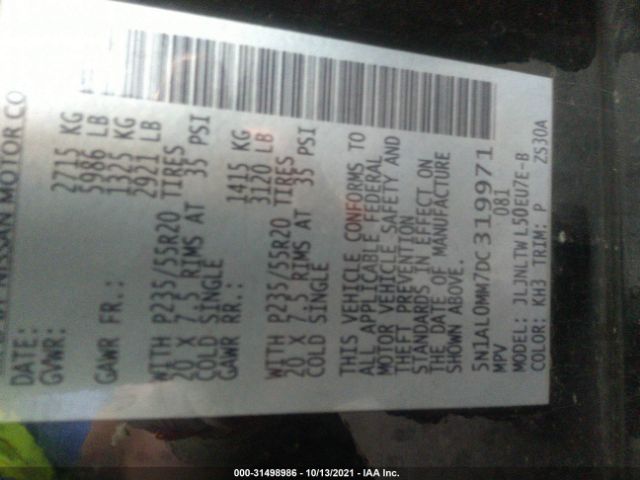 BY NISSAN MOTOR CO
DATE:
GVWR: 2715 KG
5986 LB
GAWR FR.: 1325 KG
2921 LB
WITH P235/55R20 TIRES
20 X 7.5 RIMS AT 35 PSI
COLD SINGLE
GAWR RR.: 1415 KG
3120 LB
WITH P235/55R20 TIRES
20 X 7.5 RIMS AT 35 PSI
COLD SINGLE
THIS VEHICLE CONFORMS TO
ALL APPLICABLE FEDERAL
MOTOR VEHICLE SAFETY AND
THEFT PREVENTION
STANDARDS IN EFFECT ON
THE DATE OF MANUFACTURE
SHOWN ABOVE.
5N1AL0MM7DC319971
MPV 081
MODEL: JLJNLTWL50EU7E-B
COLOR: KH3 TRIM: P ZS30A
000-31498986 - 10/13/2021 - IAA Inc.